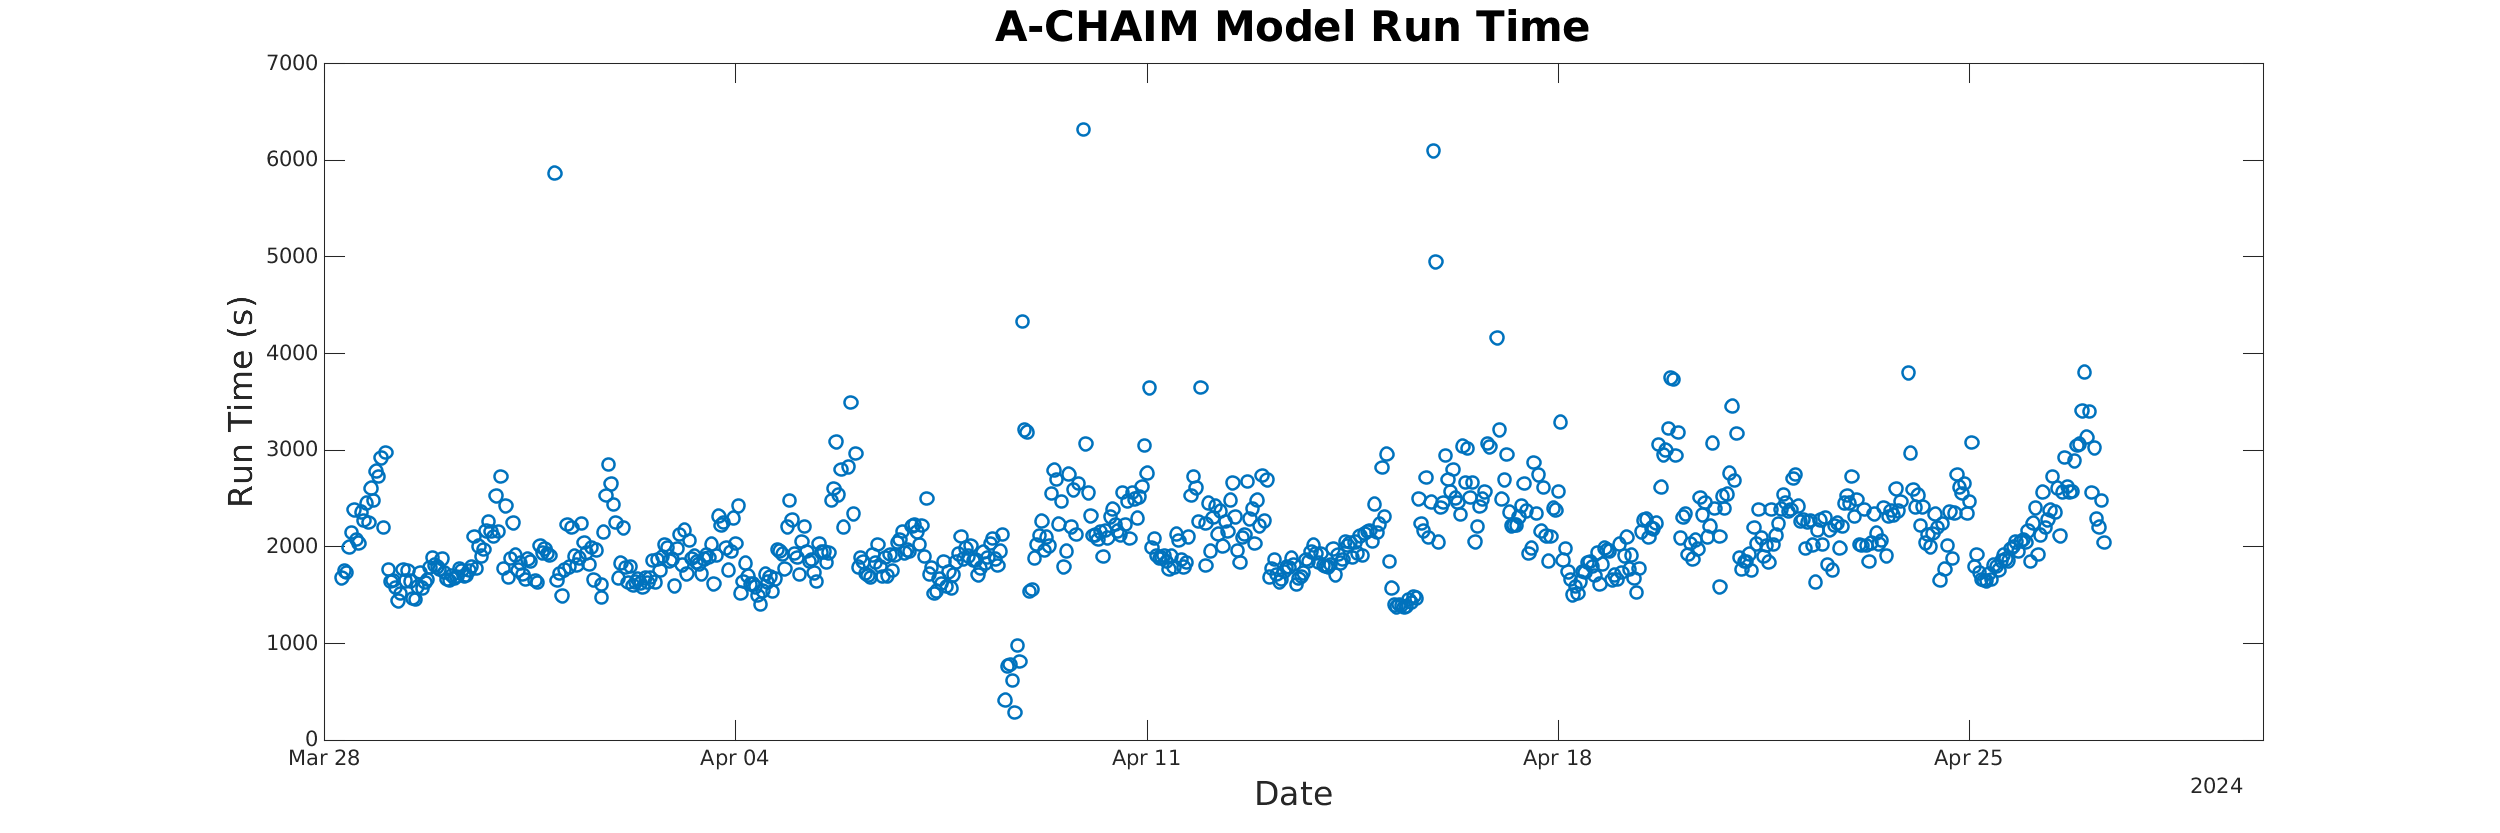 A-CHAIM Model Run Time
7000
6000
5000
4000
3000
2000
1000
0
Run Time (s)
Mar 28
Apr 04
Apr 11
Apr 18
Apr 25
Date
2024